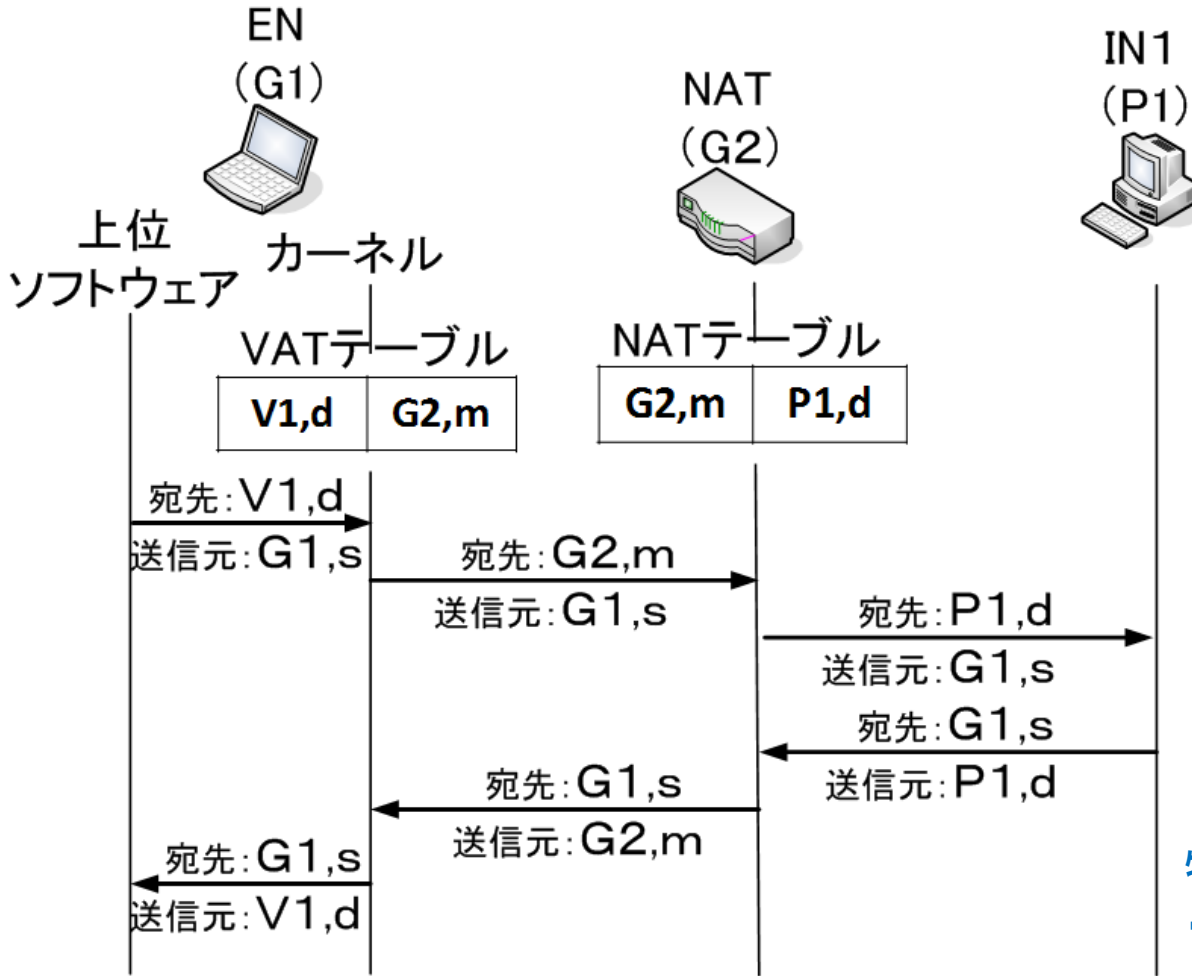 EN
(G1)
NAT
(G2)
IN1
(P1)
上位
ソフトウェア
カーネル
VATテーブル
V1,d G2,m
NATテーブル
G2,m P1,d
宛先:V1,d
送信元:G1,s
宛先:G2,m
送信元:G1,s
宛先:P1,d
送信元:G1,s
宛先:G1,s
送信元:P1,d
宛先:G1,s
送信元:G2,m
宛先:G1,s
送信元:V1,d